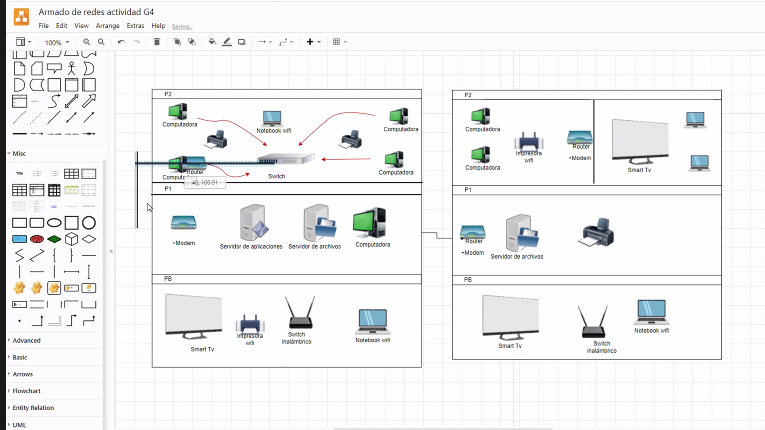 Armado de redes actividad G4
File Edit View Arrange Extras Help Saving...
100%
Misc
Advanced
Basic
Arrows
Flowchart
Entity Relation
UML
P2
Computadora
Notebook wifi
Computadora
Router
Switch
Computadora
40, 100.01
P1
+Modem
Servidor de aplicaciones
Servidor de archivos
Computadora
PB
Smart Tv
Impresora
wifi
Switch
inalámbrico
Notebook wifi
P2
Computadora
Computadora
Impresora
wifi
Router
+Modem
Smart Tv
P1
Router
+Modem
Servidor de archivos
PB
Smart Tv
Switch
inalámbrico
Notebook wifi